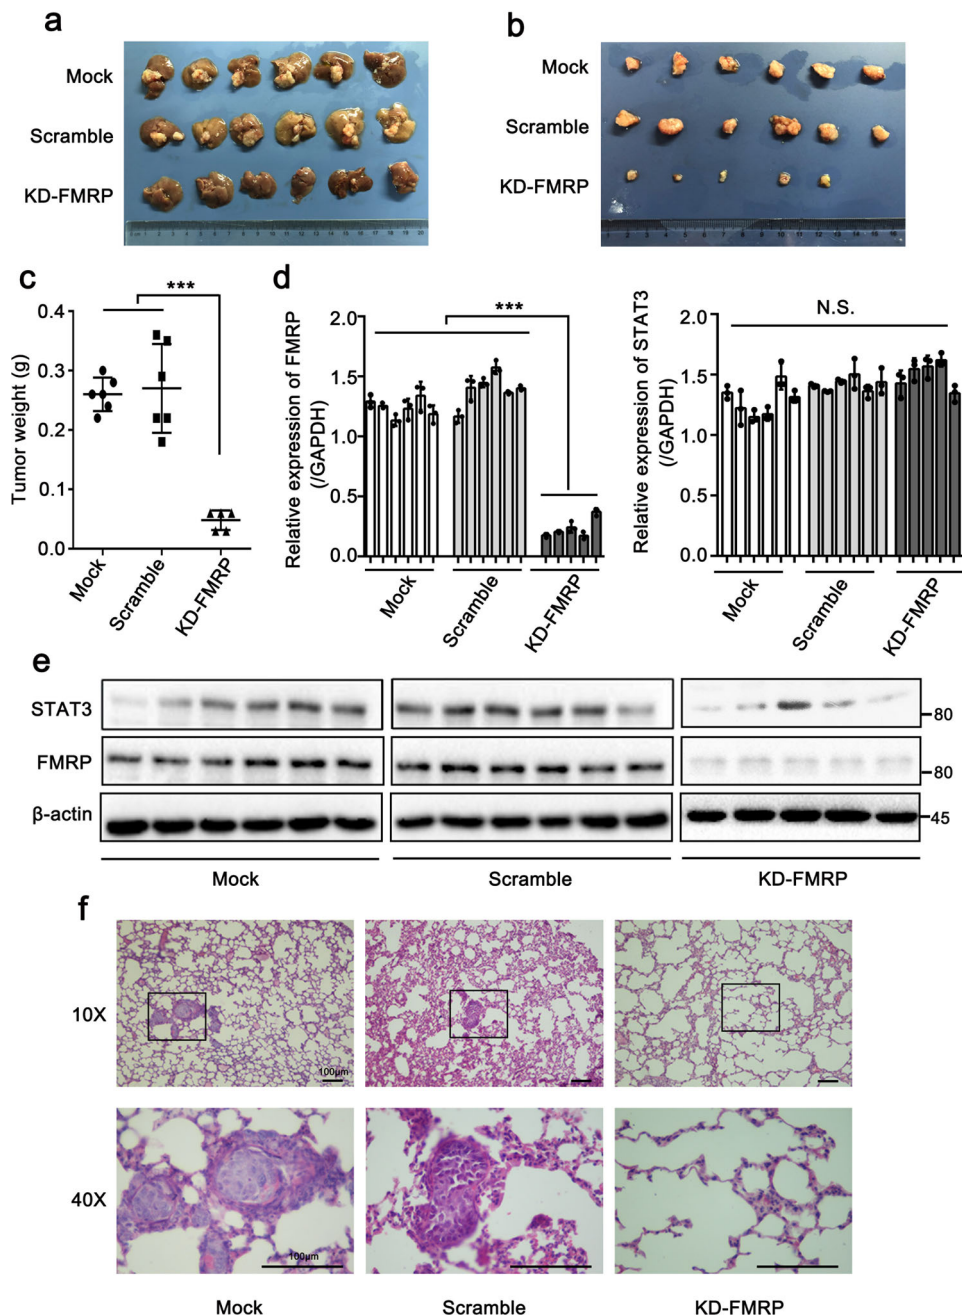 a
Mock
Scramble
KD-FMRP
b
Mock
Scramble
KD-FMRP
c
***
Tumor weight (g)
0.4
0.3
0.2
0.1
0.0
Mock
Scramble
KD-FMRP
d
***
Relative expression of FMRP
(/GAPDH)
2.0
1.5
1.0
0.5
0.0
Mock
Scramble
KD-FMRP
N.S.
Relative expression of STAT3
(/GAPDH)
2.0
1.5
1.0
0.5
0.0
Mock
Scramble
KD-FMRP
e
STAT3
80
FMRP
80
β-actin
45
Mock
Scramble
KD-FMRP
f
10X
100μm
40X
100μm
Mock
Scramble
KD-FMRP